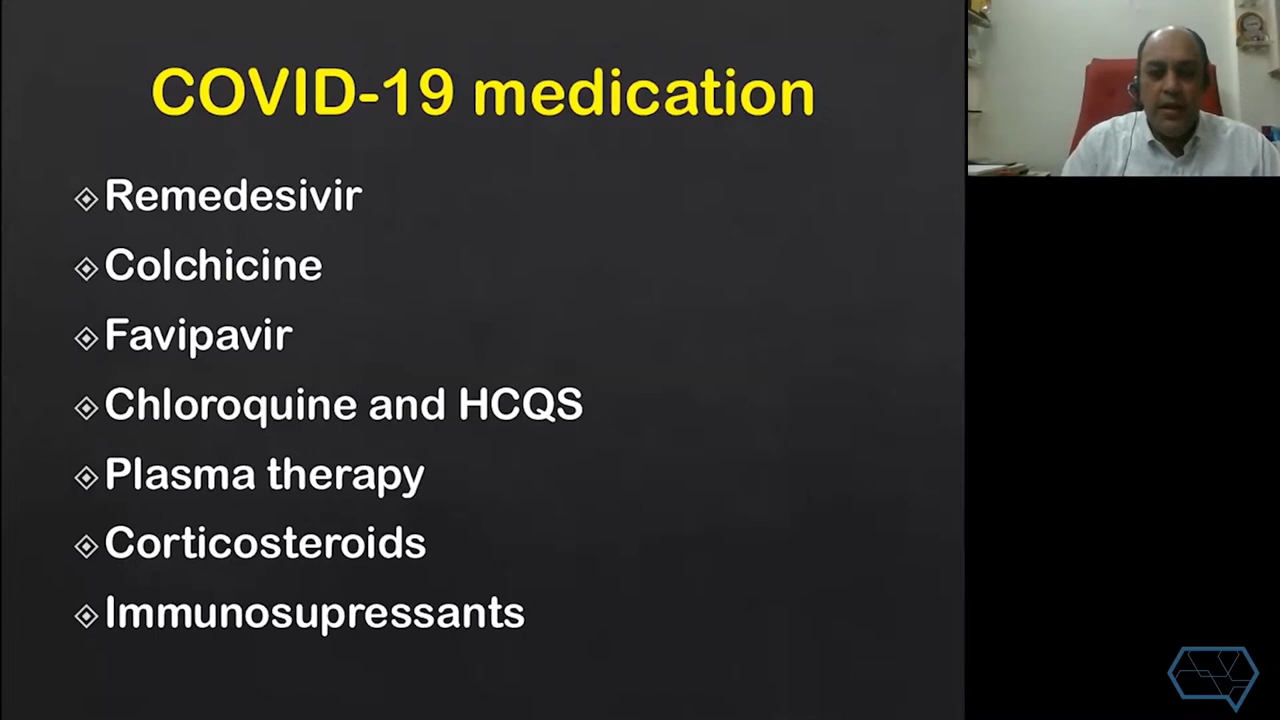 COVID-19 medication
Remedesivir
Colchicine
Favipavir
Chloroquine and HCQS
Plasma therapy
Corticosteroids
Immunosupressants